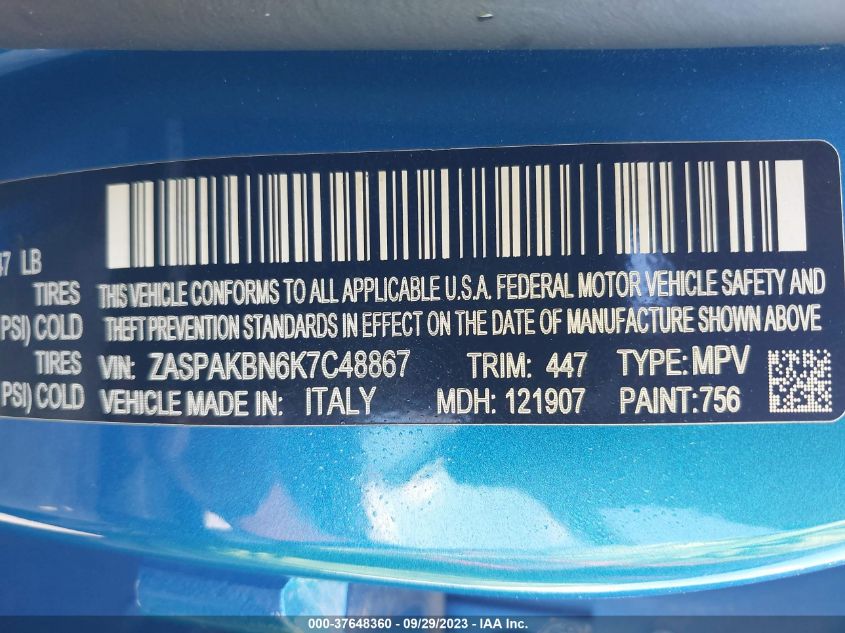 47 LB
TIRES THIS VEHICLE CONFORMS TO ALL APPLICABLE U.S.A. FEDERAL MOTOR VEHICLE SAFETY AND
PSI) COLD THEFT PREVENTION STANDARDS IN EFFECT ON THE DATE OF MANUFACTURE SHOWN ABOVE
TIRES VIN: ZASPAKBN6K7C48867 TRIM: 447 TYPE: MPV
PSI) COLD VEHICLE MADE IN: ITALY MDH: 121907 PAINT:756
000-37648360 - 09/29/2023 - IAA Inc.